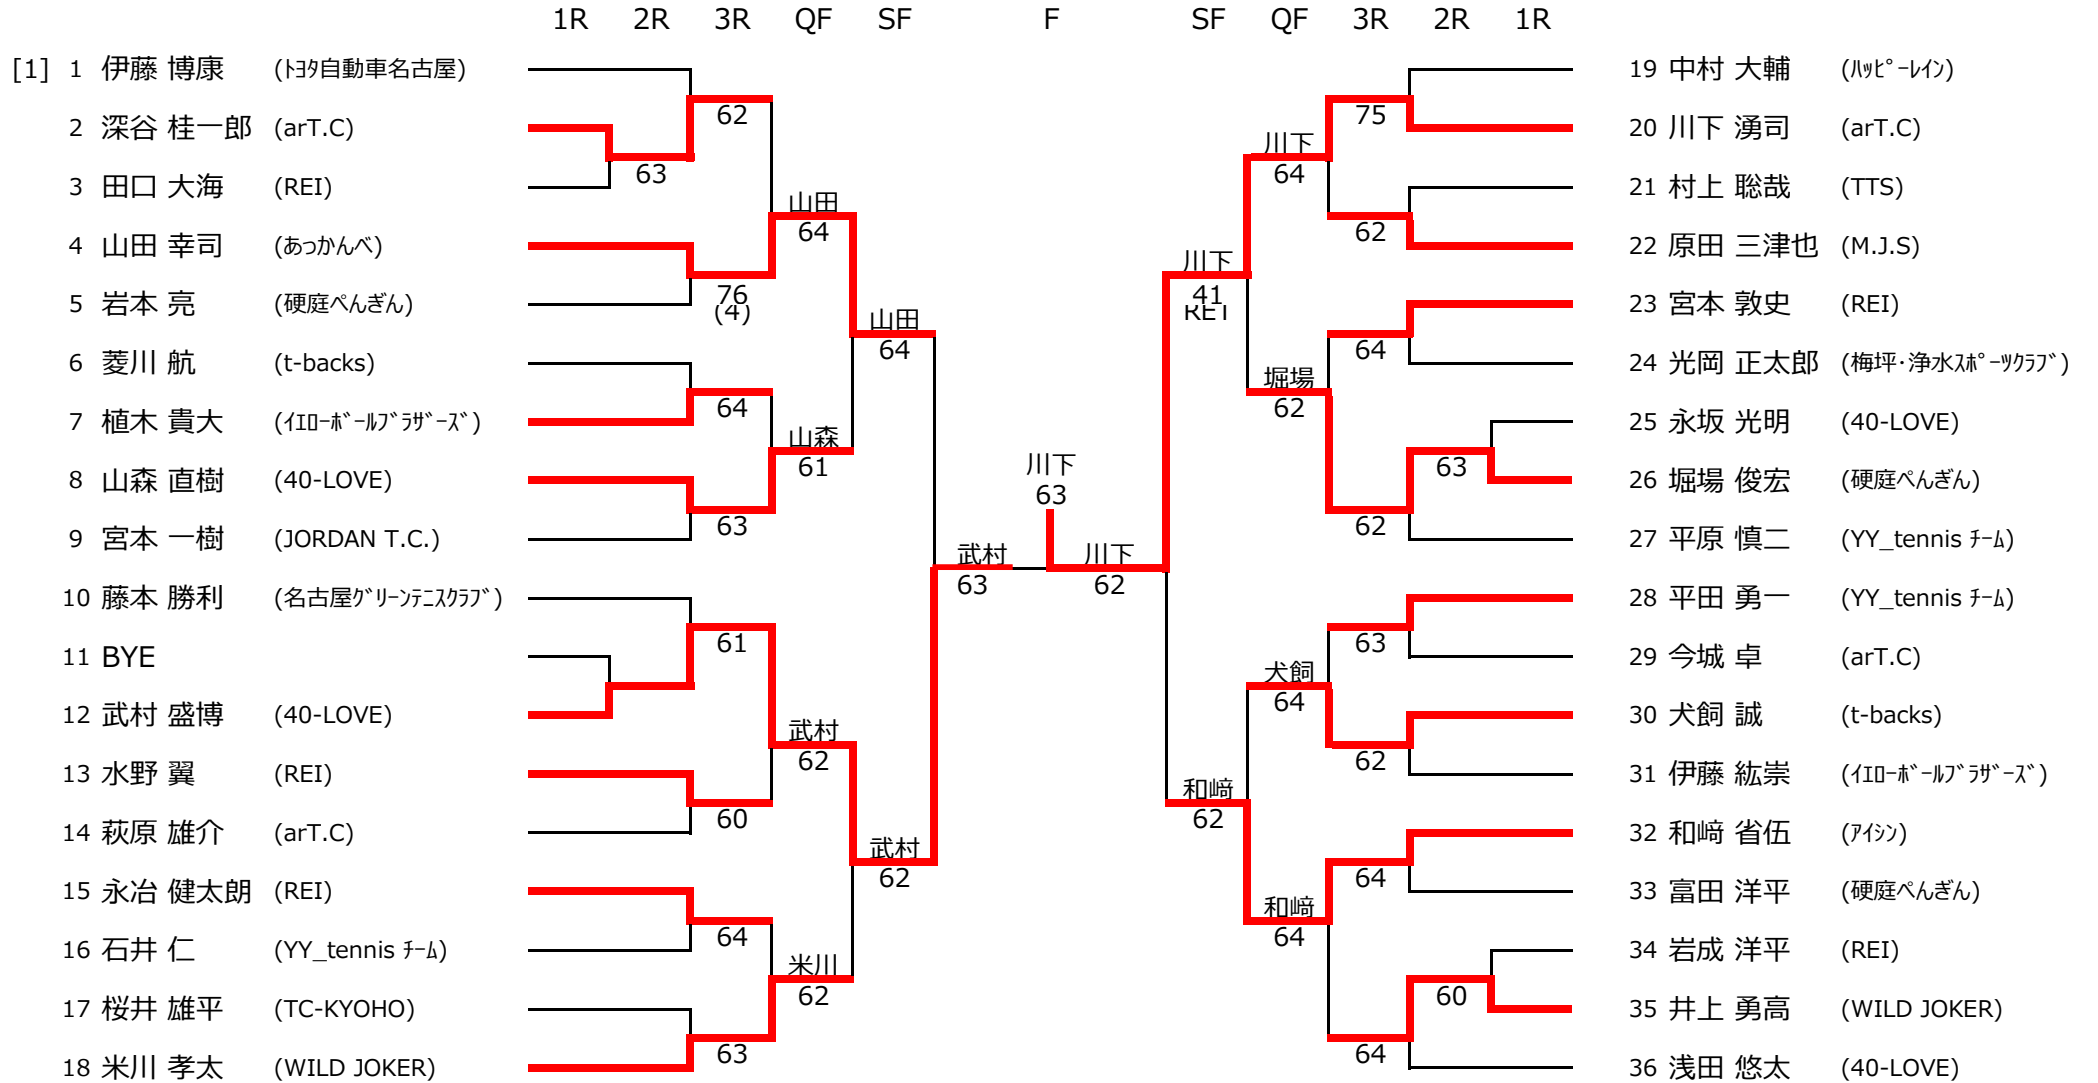 1R 2R 3R QF SF F SF QF 3R 2R 1R
[1] 1 伊藤 博康 (ﾄﾖﾀ自動車名古屋)
2 深谷 桂一郎 (arT.C)
3 田口 大海 (REI)
4 山田 幸司 (あっかんべ)
5 岩本 亮 (硬庭ぺんぎん)
6 菱川 航 (t-backs)
7 植木 貴大 (ｲｴﾛｰﾎﾞｰﾙﾌﾞﾗｻﾞｰｽﾞ)
8 山森 直樹 (40-LOVE)
9 宮本 一樹 (JORDAN T.C.)
10 藤本 勝利 (名古屋ｸﾞﾘｰﾝﾃﾆｽｸﾗﾌﾞ)
11 BYE
12 武村 盛博 (40-LOVE)
13 水野 翼 (REI)
14 萩原 雄介 (arT.C)
15 永冶 健太朗 (REI)
16 石井 仁 (YY_tennis ﾁｰﾑ)
17 桜井 雄平 (TC-KYOHO)
18 米川 孝太 (WILD JOKER)
63
62
76
(4)
64
63
61
60
64
63
山田
64
山森
61
武村
62
米川
62
山田
64
武村
62
武村
63
川下
63
川下
62
川下
41
RET
和﨑
62
川下
64
堀場
62
犬飼
64
和﨑
64
75
62
64
62
63
62
64
64
63
60
19 中村 大輔 (ﾊｯﾋﾟｰﾚｲﾝ)
20 川下 湧司 (arT.C)
21 村上 聡哉 (TTS)
22 原田 三津也 (M.J.S)
23 宮本 敦史 (REI)
24 光岡 正太郎 (梅坪･浄水ｽﾎﾟｰﾂｸﾗﾌﾞ)
25 永坂 光明 (40-LOVE)
26 堀場 俊宏 (硬庭ぺんぎん)
27 平原 慎二 (YY_tennis ﾁｰﾑ)
28 平田 勇一 (YY_tennis ﾁｰﾑ)
29 今城 卓 (arT.C)
30 犬飼 誠 (t-backs)
31 伊藤 紘崇 (ｲｴﾛｰﾎﾞｰﾙﾌﾞﾗｻﾞｰｽﾞ)
32 和﨑 省伍 (ｱｲｼﾝ)
33 富田 洋平 (硬庭ぺんぎん)
34 岩成 洋平 (REI)
35 井上 勇高 (WILD JOKER)
36 浅田 悠太 (40-LOVE)